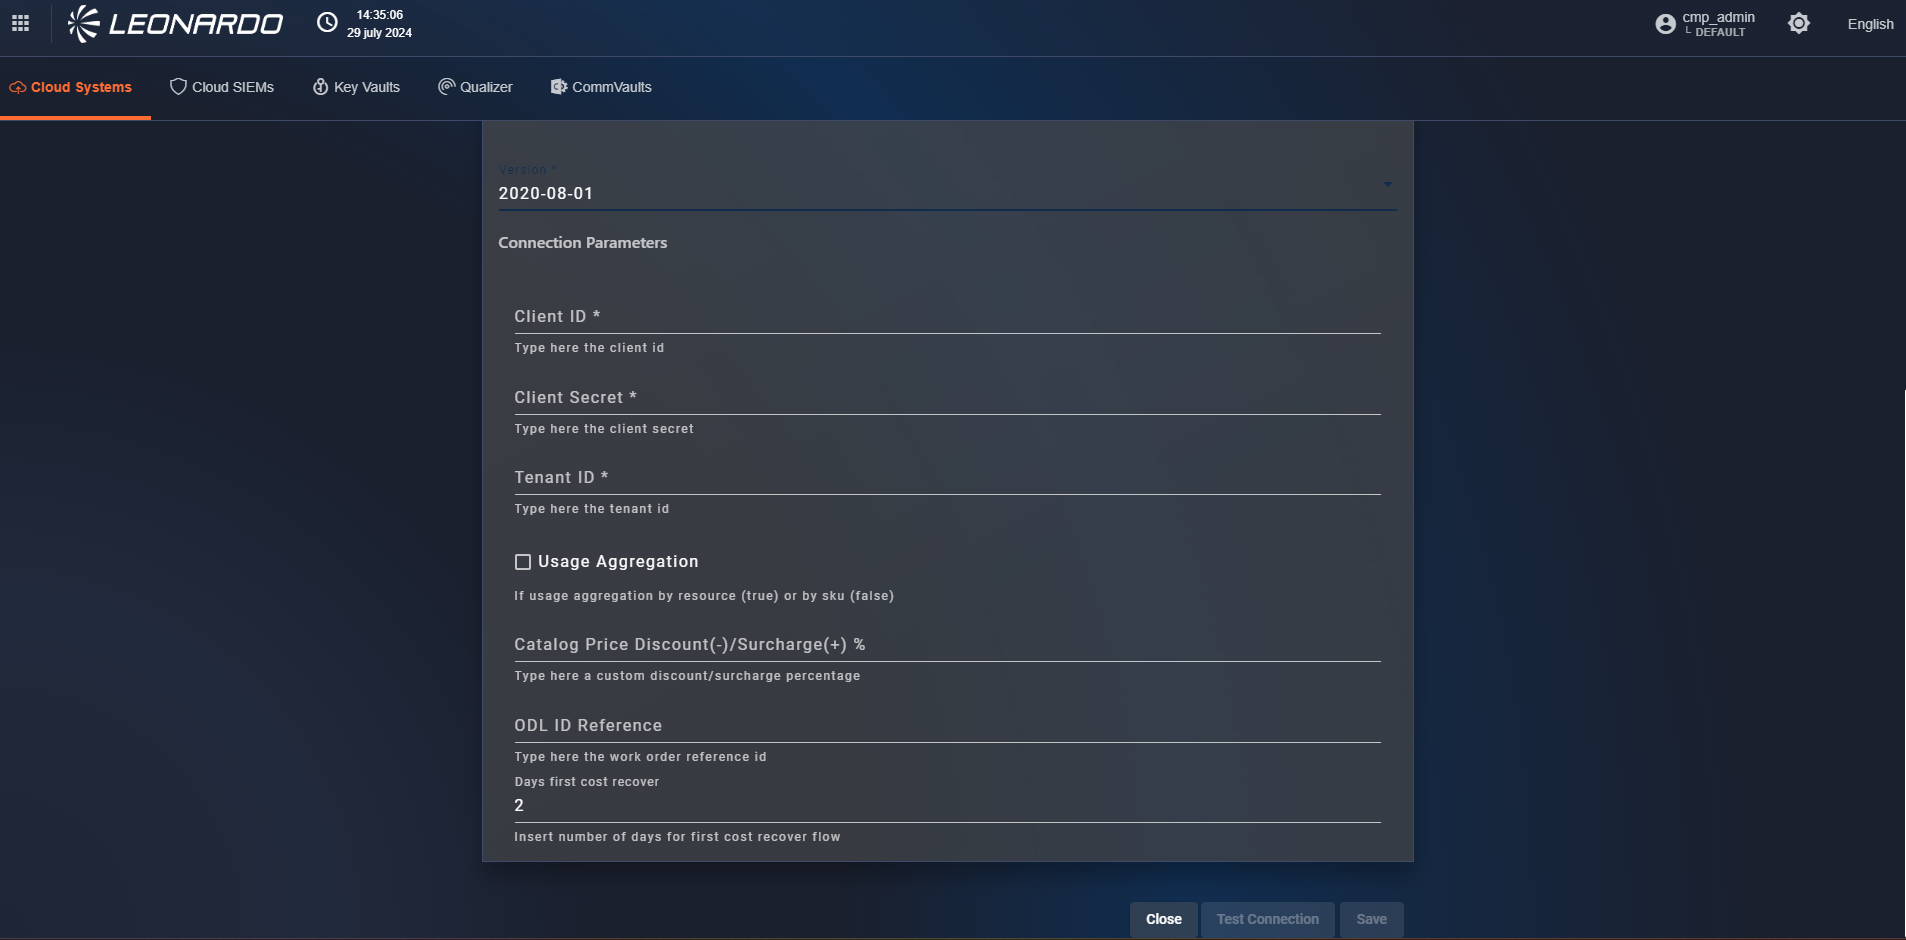 LEONARDO
14:35:06
29 july 2024
cmp_admin
└ DEFAULT
English
Cloud Systems
Cloud SIEMs
Key Vaults
Qualizer
CommVaults
Version *
2020-08-01
Connection Parameters
Client ID *
Type here the client id
Client Secret *
Type here the client secret
Tenant ID *
Type here the tenant id
Usage Aggregation
If usage aggregation by resource (true) or by sku (false)
Catalog Price Discount(-)/Surcharge(+) %
Type here a custom discount/surcharge percentage
ODL ID Reference
Type here the work order reference id
Days first cost recover
2
Insert number of days for first cost recover flow
Close
Test Connection
Save